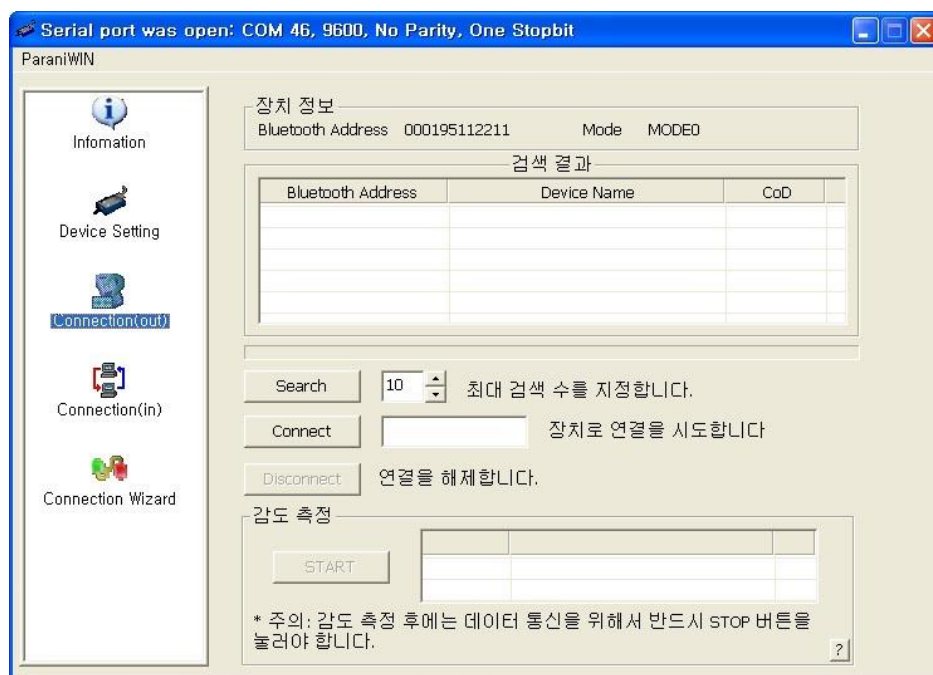 Serial port was open: COM 46, 9600, No Parity, One Stopbit
ParaniWIN
Infomation
Device Setting
Connection(out)
Connection(in)
Connection Wizard
장치 정보
Bluetooth Address 000195112211 Mode MODE0
검색 결과
Bluetooth Address Device Name CoD
Search 10 최대 검색 수를 지정합니다.
Connect 장치로 연결을 시도합니다
Disconnect 연결을 해제합니다.
감도 측정
START
* 주의: 감도 측정 후에는 데이터 통신을 위해서 반드시 STOP 버튼을
눌러야 합니다.
?